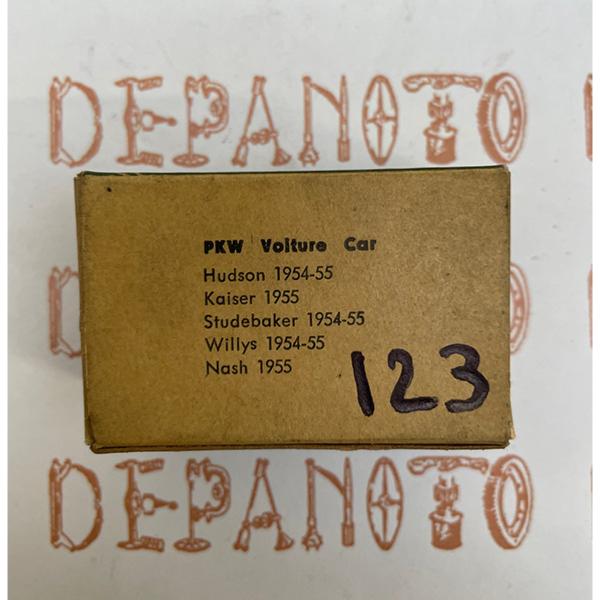 DEPANOTO
PKW Voiture Car
Hudson 1954-55
Kaiser 1955
Studebaker 1954-55
Willys 1954-55
Nash 1955
123
DEPANOTO